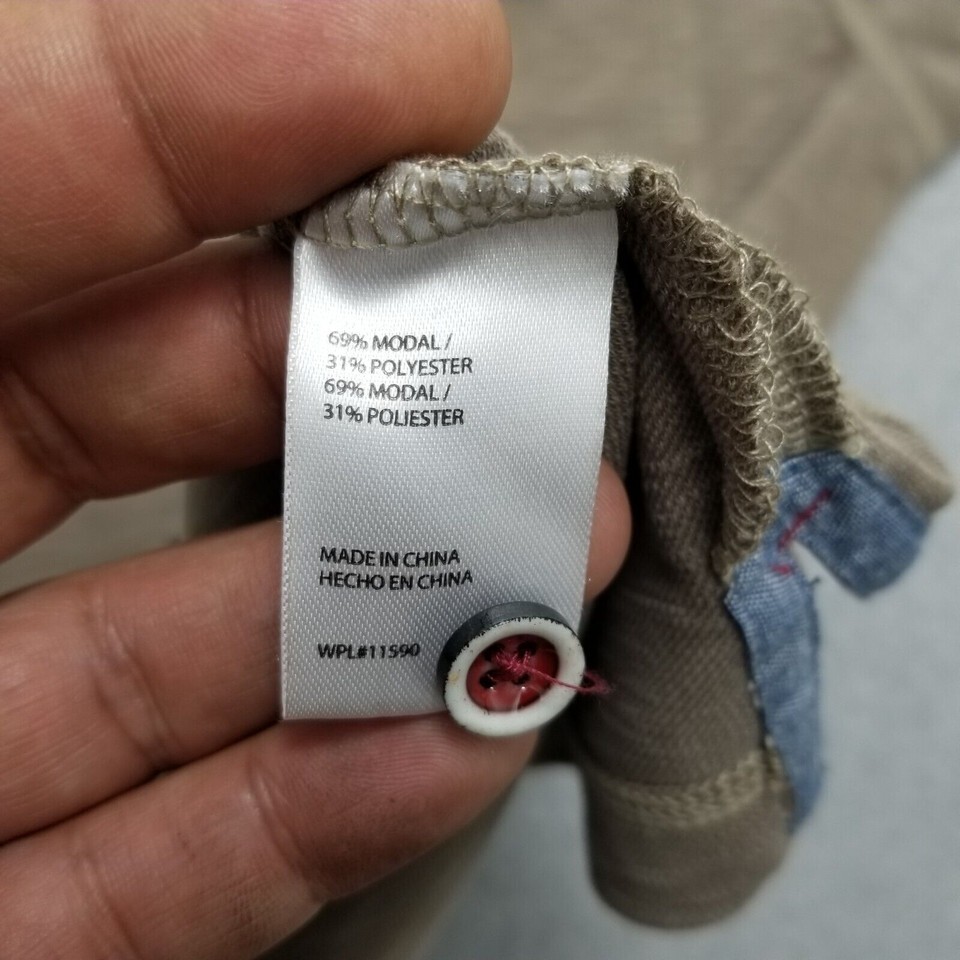 69% MODAL /
31% POLYESTER
69% MODAL /
31% POLIESTER
MADE IN CHINA
HECHO EN CHINA
WPL#11590